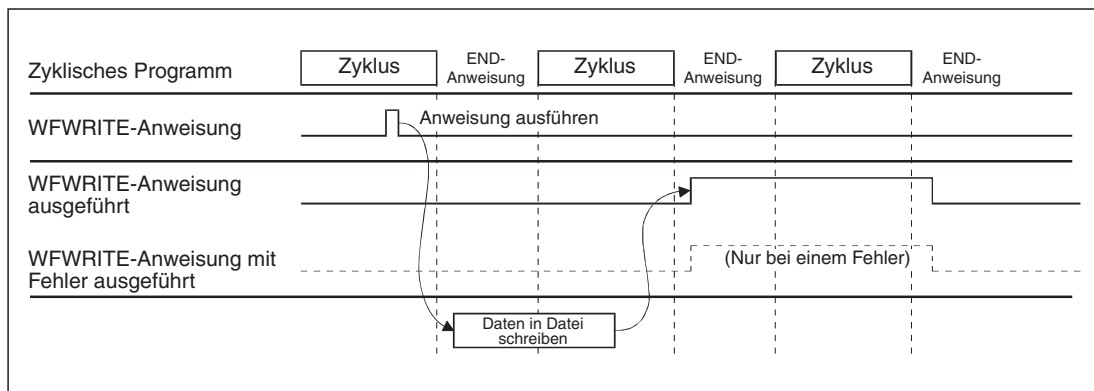 Zyklisches Programm
Zyklus
END-
Anweisung
Zyklus
END-
Anweisung
Zyklus
END-
Anweisung
WFWRITE-Anweisung
Anweisung ausführen
WFWRITE-Anweisung
ausgeführt
WFWRITE-Anweisung mit
Fehler ausgeführt
(Nur bei einem Fehler)
Daten in Datei
schreiben